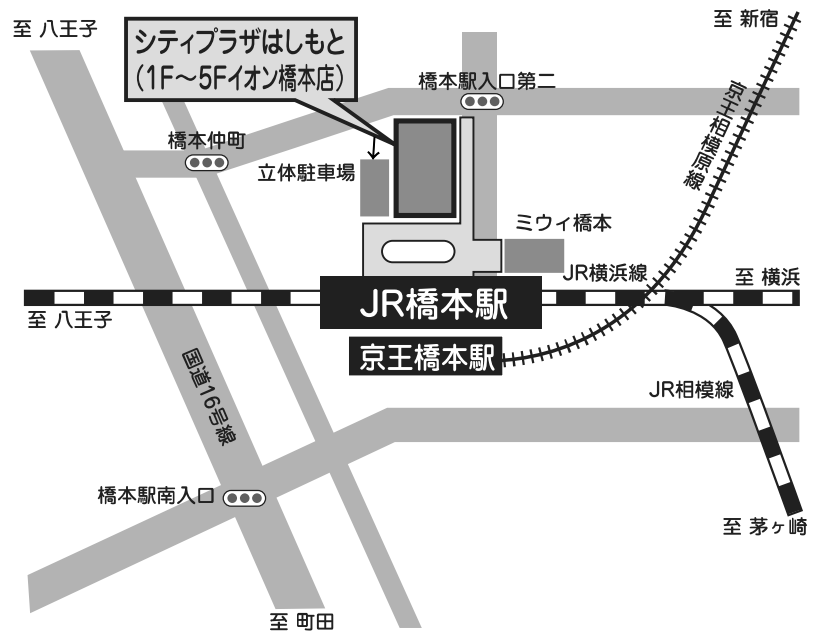 至 八王子
シティプラザはしもと
（1F～5Fイオン橋本店）
至 新宿
橋本駅入口第二
京王相模原線
橋本仲町
立体駐車場
ミウィ橋本
JR横浜線
至 横浜
JR橋本駅
至 八王子
京王橋本駅
国道16号線
JR相模線
橋本駅南入口
至 茅ヶ崎
至 町田